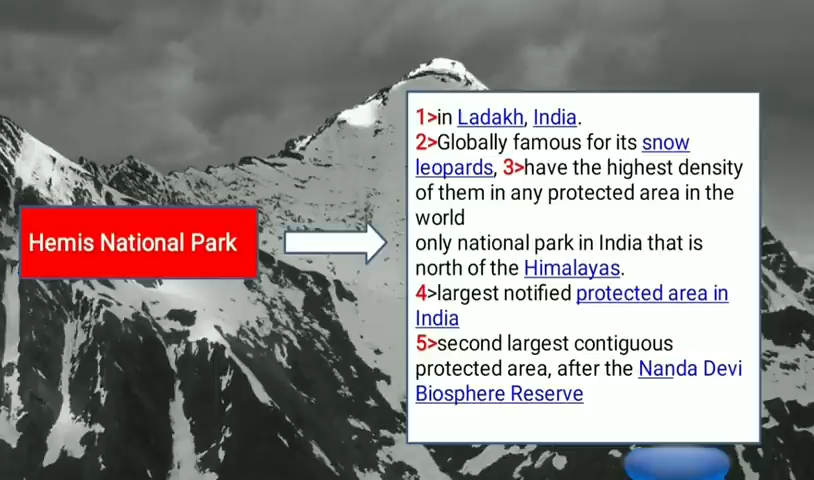 Hemis National Park
1>in Ladakh, India.
2>Globally famous for its snow
leopards, 3>have the highest density
of them in any protected area in the
world
only national park in India that is
north of the Himalayas.
4>largest notified protected area in
India
5>second largest contiguous
protected area, after the Nanda Devi
Biosphere Reserve